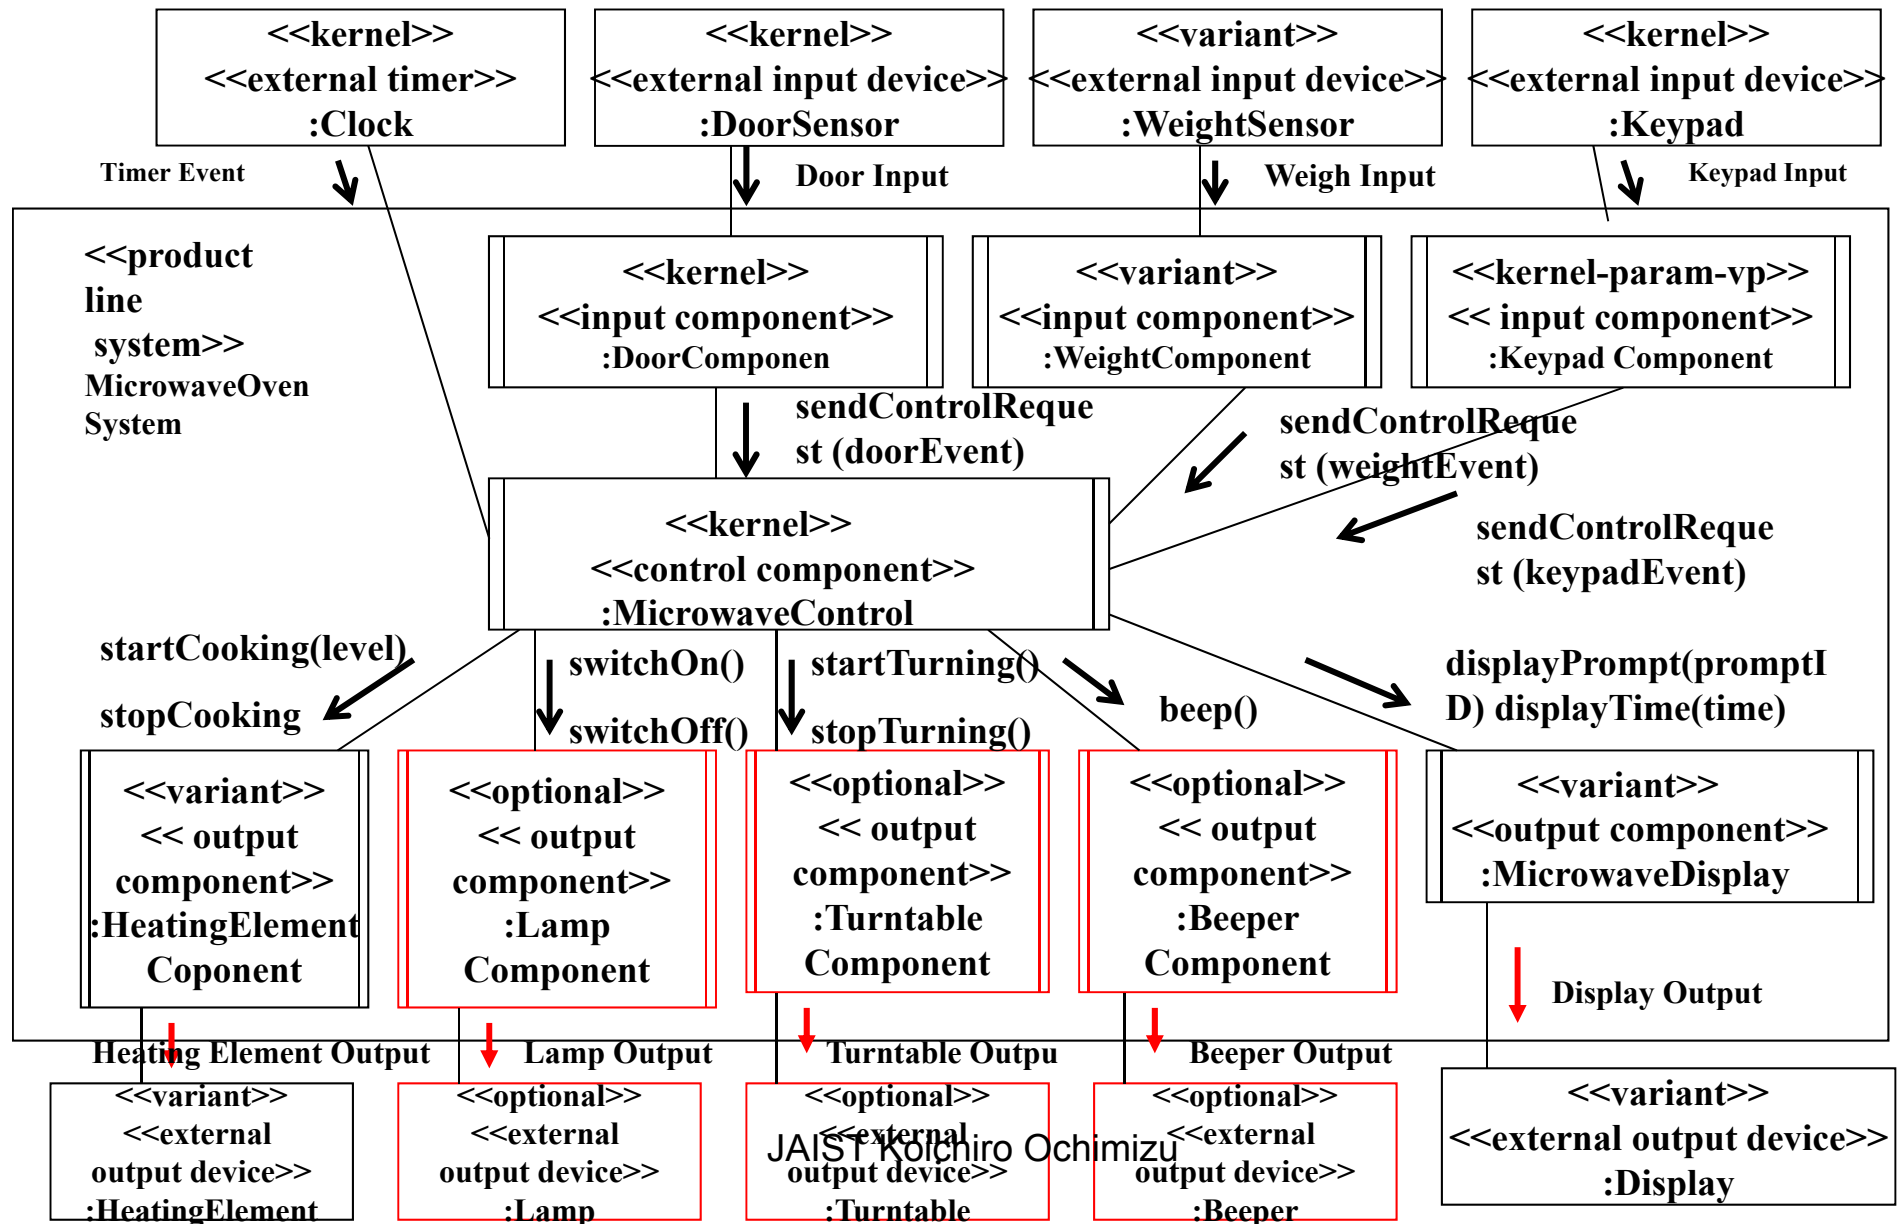 <<kernel>>
<<external timer>>
:Clock
<<kernel>>
<<external input device>>
:DoorSensor
<<variant>>
<<external input device>>
:WeightSensor
<<kernel>>
<<external input device>>
:Keypad
Timer Event
Door Input
Weigh Input
Keypad Input
<<product
line
system>>
MicrowaveOven
System
<<kernel>>
<<input component>>
:DoorComponen
<<variant>>
<<input component>>
:WeightComponent
<<kernel-param-vp>>
<< input component>>
:Keypad Component
sendControlReque
st (doorEvent)
sendControlReque
st (weightEvent)
sendControlReque
st (keypadEvent)
<<kernel>>
<<control component>>
:MicrowaveControl
startCooking(level)
stopCooking
switchOn()
switchOff()
startTurning()
stopTurning()
beep()
displayPrompt(promptI
D) displayTime(time)
<<variant>>
<< output
component>>
:HeatingElement
Coponent
<<optional>>
<< output
component>>
:Lamp
Component
<<optional>>
<< output
component>>
:Turntable
Component
<<optional>>
<< output
component>>
:Beeper
Component
<<variant>>
<<output component>>
:MicrowaveDisplay
Heating Element Output
Lamp Output
Turntable Outpu
Beeper Output
Display Output
<<variant>>
<<external
output device>>
:HeatingElement
<<optional>>
<<external
output device>>
:Lamp
<<optional>>
<<external
output device>>
:Turntable
<<optional>>
<<external
output device>>
:Beeper
<<variant>>
<<external output device>>
:Display
JAIST Koichiro Ochimizu